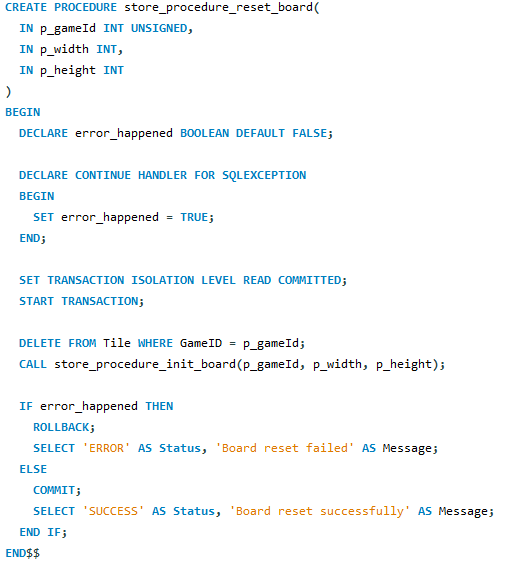 CREATE PROCEDURE store_procedure_reset_board(
  IN p_gameId INT UNSIGNED,
  IN p_width INT,
  IN p_height INT
)
BEGIN
  DECLARE error_happened BOOLEAN DEFAULT FALSE;

  DECLARE CONTINUE HANDLER FOR SQLEXCEPTION
  BEGIN
    SET error_happened = TRUE;
  END;

  SET TRANSACTION ISOLATION LEVEL READ COMMITTED;
  START TRANSACTION;

  DELETE FROM Tile WHERE GameID = p_gameId;
  CALL store_procedure_init_board(p_gameId, p_width, p_height);

  IF error_happened THEN
    ROLLBACK;
    SELECT 'ERROR' AS Status, 'Board reset failed' AS Message;
  ELSE
    COMMIT;
    SELECT 'SUCCESS' AS Status, 'Board reset successfully' AS Message;
  END IF;
END$$